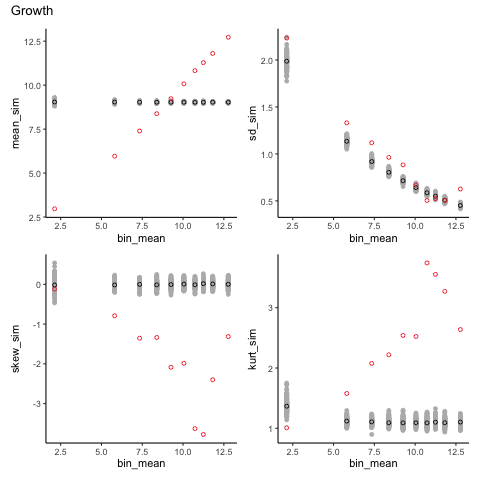 Growth
mean_sim
12.5
10.0
7.5
5.0
2.5
2.5 5.0 7.5 10.0 12.5
bin_mean
sd_sim
2.0
1.5
1.0
0.5
2.5 5.0 7.5 10.0 12.5
bin_mean
skew_sim
0
-1
-2
-3
2.5 5.0 7.5 10.0 12.5
bin_mean
kurt_sim
3
2
1
2.5 5.0 7.5 10.0 12.5
bin_mean